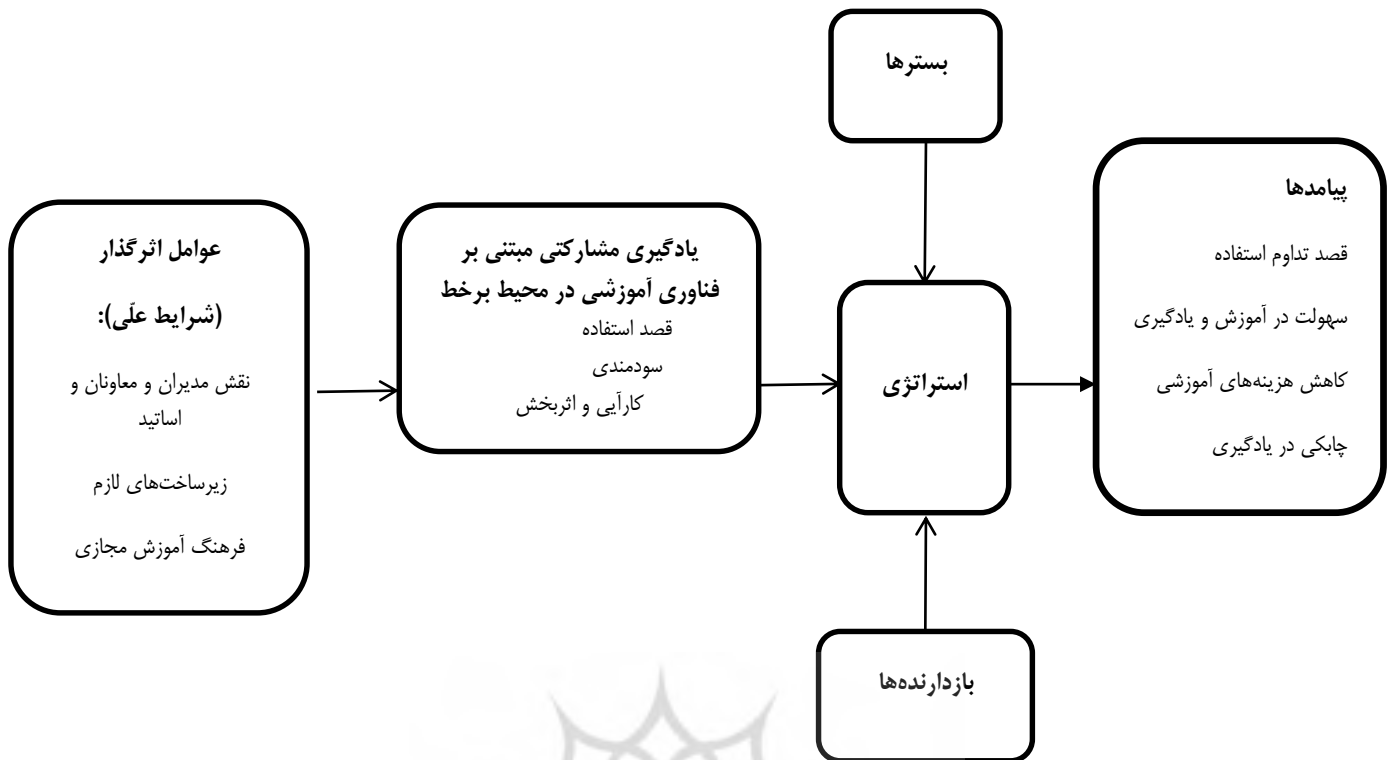 بسترها
پیامدها
قصد تداوم استفاده
سهولت در آموزش و یادگیری
کاهش هزینه‌های آموزشی
چابکی در یادگیری
عوامل اثرگذار
(شرایط علّی):
نقش مدیران و معاونان و
اساتید
زیرساخت‌های لازم
فرهنگ آموزش مجازی
یادگیری مشارکتی مبتنی بر
فناوری آموزشی در محیط برخط
قصد استفاده
سودمندی
کارآیی و اثربخش
استراتژی
بازدارنده‌ها